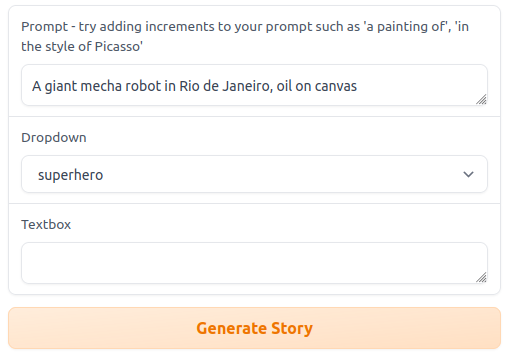 Prompt - try adding increments to your prompt such as 'a painting of', 'in
the style of Picasso'
A giant mecha robot in Rio de Janeiro, oil on canvas
Dropdown
superhero
Textbox
Generate Story